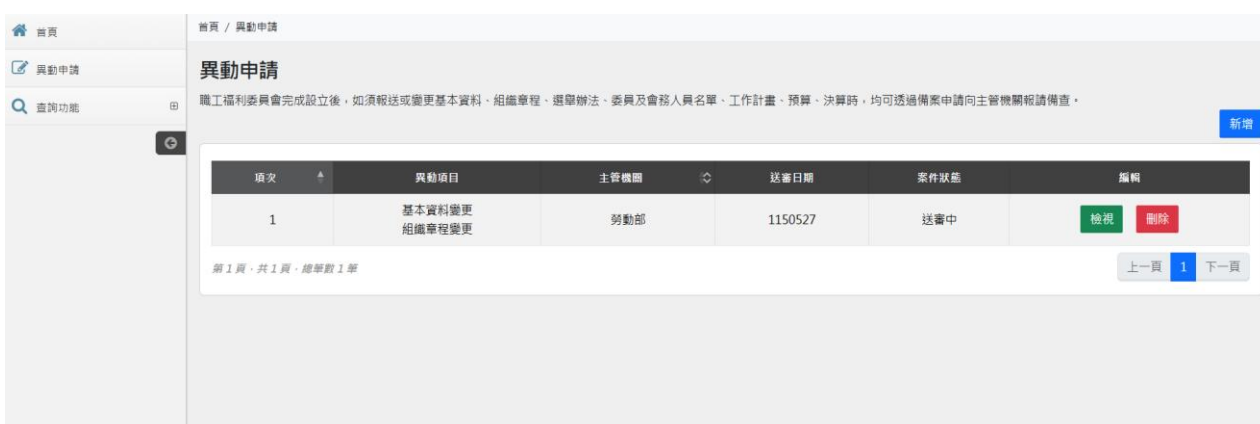 首頁
異動申請
查詢功能
首頁 / 異動申請
異動申請
職工福利委員會完成設立後，如須報送或變更基本資料、組織章程、選舉辦法、委員及會務人員名單、工作計畫、預算、決算時，均可透過備案申請向主管機關報請備查。
新增
項次 異動項目 主管機關 送審日期 案件狀態 編輯
1 基本資料變更 組織章程變更 勞動部 1150527 送審中 檢視 刪除
第 1 頁，共 1 頁，總筆數 1 筆
上一頁 1 下一頁